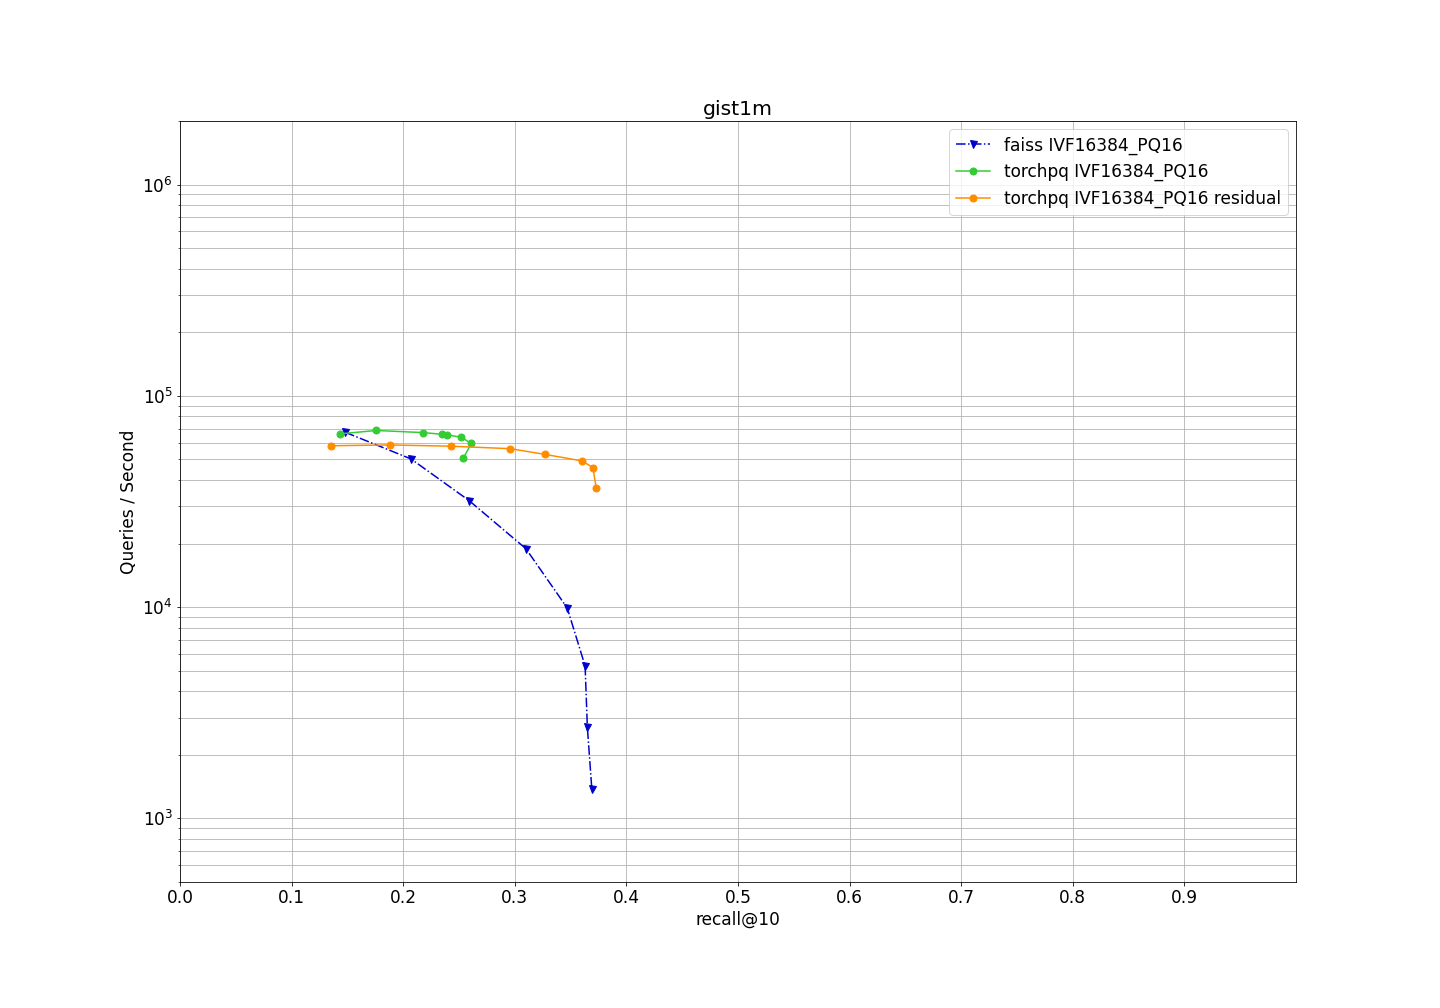 gist1m
faiss IVF16384_PQ16
torchpq IVF16384_PQ16
torchpq IVF16384_PQ16 residual
10⁶
10⁵
10⁴
10³
Queries / Second
0.0 0.1 0.2 0.3 0.4 0.5 0.6 0.7 0.8 0.9
recall@10